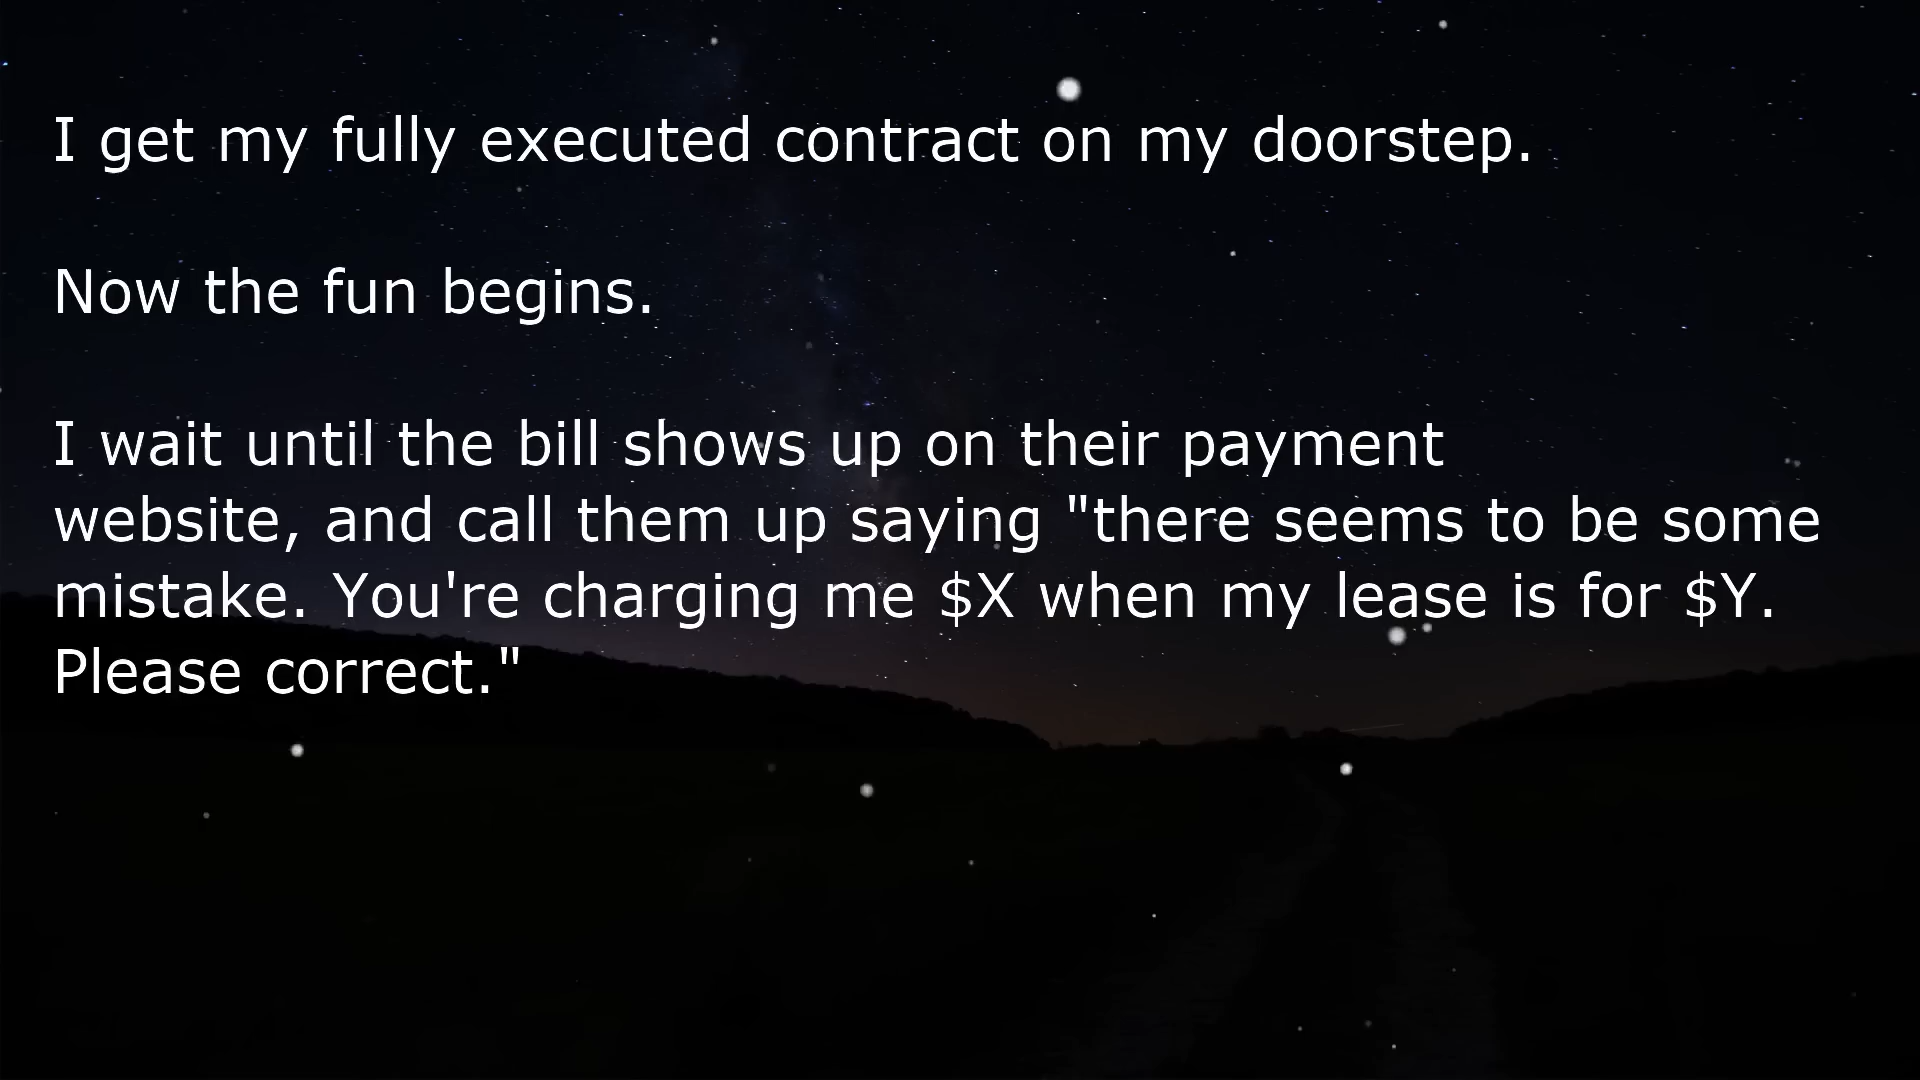 I get my fully executed contract on my doorstep.
Now the fun begins.
I wait until the bill shows up on their payment
website, and call them up saying "there seems to be some
mistake. You're charging me $X when my lease is for $Y.
Please correct."